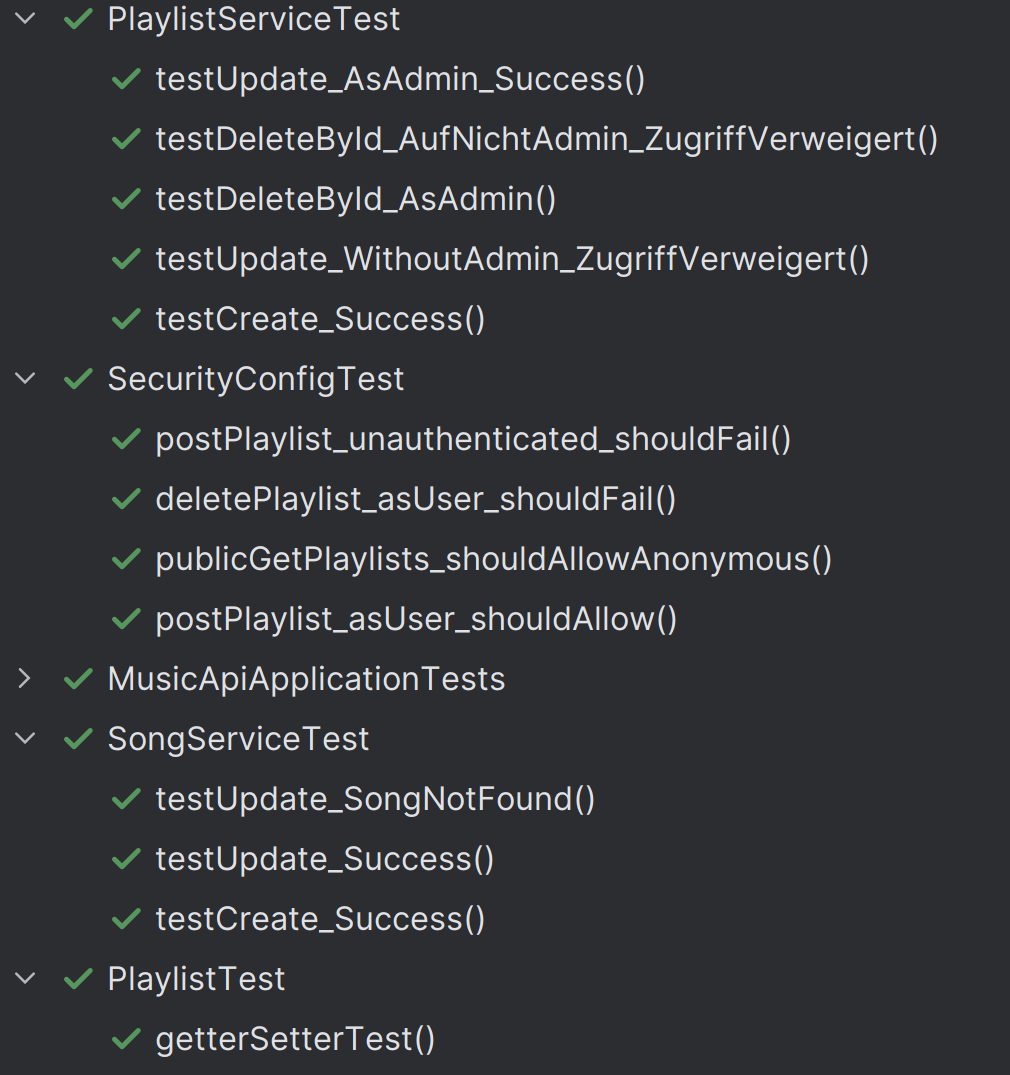 PlaylistServiceTest
testUpdate_AsAdmin_Success()
testDeleteById_AufNichtAdmin_ZugriffVerweigert()
testDeleteById_AsAdmin()
testUpdate_WithoutAdmin_ZugriffVerweigert()
testCreate_Success()
SecurityConfigTest
postPlaylist_unauthenticated_shouldFail()
deletePlaylist_asUser_shouldFail()
publicGetPlaylists_shouldAllowAnonymous()
postPlaylist_asUser_shouldAllow()
MusicApiApplicationTests
SongServiceTest
testUpdate_SongNotFound()
testUpdate_Success()
testCreate_Success()
PlaylistTest
getterSetterTest()